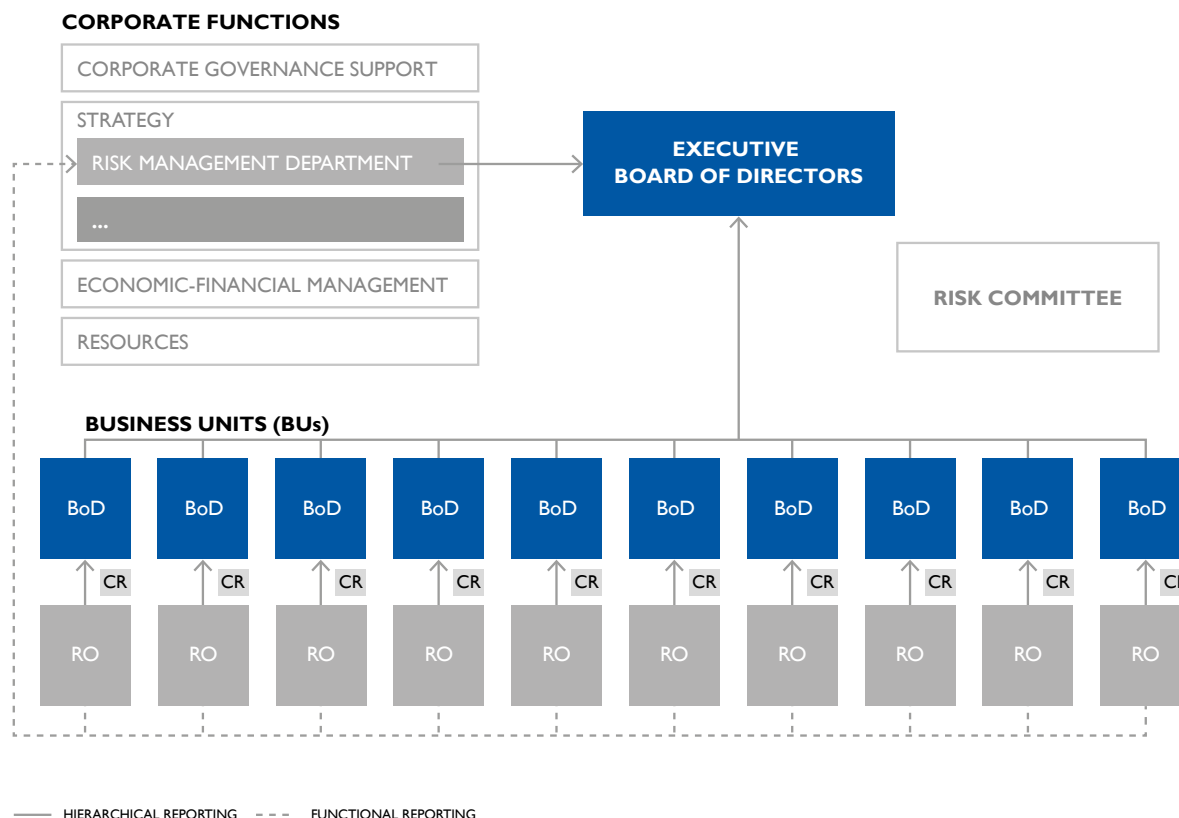 CORPORATE FUNCTIONS
CORPORATE GOVERNANCE SUPPORT
STRATEGY
RISK MANAGEMENT DEPARTMENT
...
ECONOMIC-FINANCIAL MANAGEMENT
RESOURCES
EXECUTIVE
BOARD OF DIRECTORS
RISK COMMITTEE
BUSINESS UNITS (BUs)
BoD BoD BoD BoD BoD BoD BoD BoD BoD BoD
CR CR CR CR CR CR CR CR CR
RO RO RO RO RO RO RO RO RO RO
HIERARCHICAL REPORTING FUNCTIONAL REPORTING